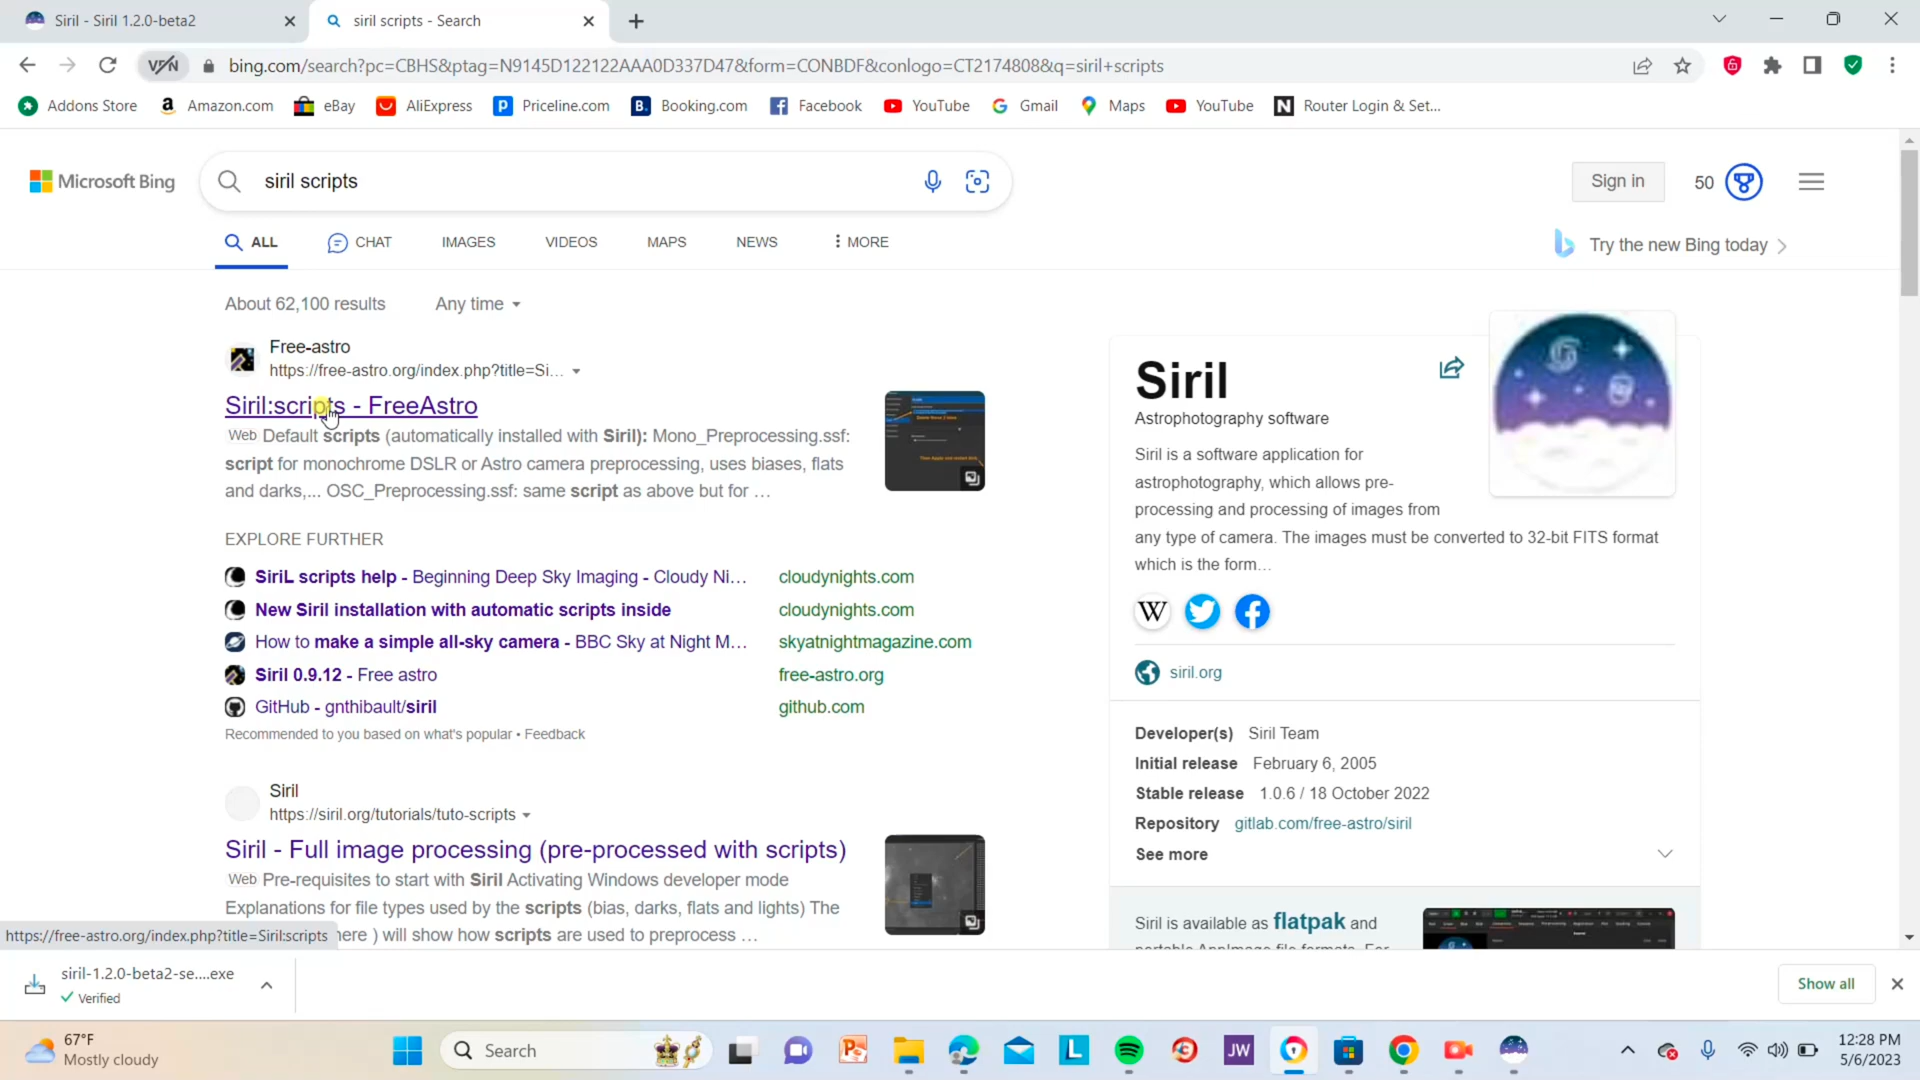 Siril - Siril 1.2.0-beta2
siril scripts - Search
VPN
bing.com/search?pc=CBHS&ptag=N9145D122122AAA0D337D47&form=CONBDF&conlogo=CT2174808&q=siril+scripts
Addons Store
Amazon.com
eBay
AliExpress
Priceline.com
Booking.com
Facebook
YouTube
Gmail
Maps
YouTube
Router Login & Set...
Microsoft Bing
siril scripts
Sign in
50
ALL
CHAT
IMAGES
VIDEOS
MAPS
NEWS
MORE
Try the new Bing today
About 62,100 results
Any time
Free-astro
https://free-astro.org/index.php?title=Si...
Siril:scripts - FreeAstro
Web Default scripts (automatically installed with Siril): Mono_Preprocessing.ssf:
script for monochrome DSLR or Astro camera preprocessing, uses biases, flats
and darks,... OSC_Preprocessing.ssf: same script as above but for ...
EXPLORE FURTHER
SiriL scripts help - Beginning Deep Sky Imaging - Cloudy Ni... cloudynights.com
New Siril installation with automatic scripts inside cloudynights.com
How to make a simple all-sky camera - BBC Sky at Night M... skyatnightmagazine.com
Siril 0.9.12 - Free astro free-astro.org
GitHub - gnthibault/siril github.com
Recommended to you based on what's popular • Feedback
Siril
https://siril.org/tutorials/tuto-scripts
Siril - Full image processing (pre-processed with scripts)
Web Pre-requisites to start with Siril Activating Windows developer mode
Explanations for file types used by the scripts (bias, darks, flats and lights) The
here ) will show how scripts are used to preprocess ...
https://free-astro.org/index.php?title=Siril:scripts
Siril
Astrophotography software
Siril is a software application for
astrophotography, which allows pre-
processing and processing of images from
any type of camera. The images must be converted to 32-bit FITS format
which is the form...
W
siril.org
Developer(s) Siril Team
Initial release February 6, 2005
Stable release 1.0.6 / 18 October 2022
Repository gitlab.com/free-astro/siril
See more
Siril is available as flatpak and
portable AppImage file formats. For
siril-1.2.0-beta2-se....exe
Verified
Show all
67°F
Mostly cloudy
Search
L
JW
12:28 PM
5/6/2023